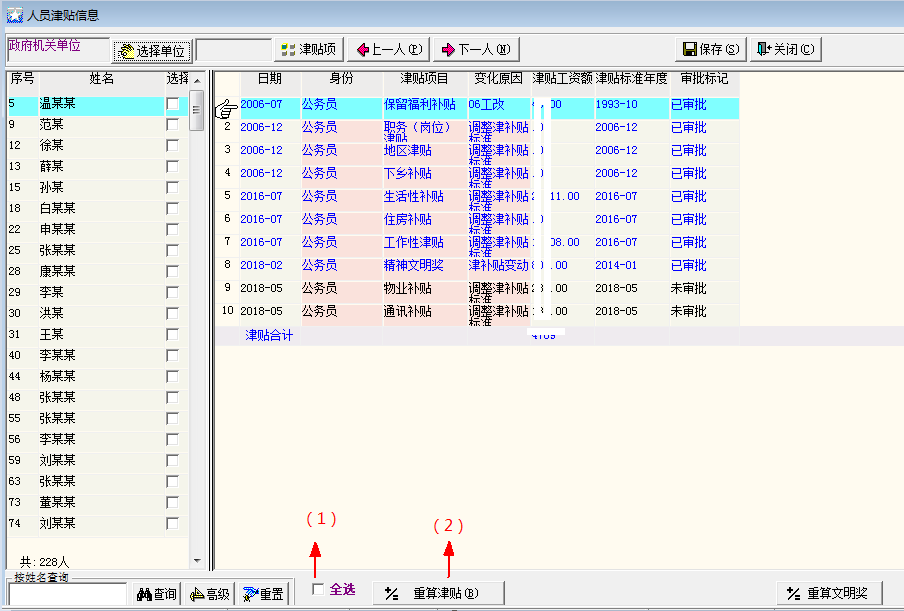 人员津贴信息
政府机关单位 选择单位 津贴项 上一人(P) 下一人(N) 保存(S) 关闭(C)
序号 姓名 选择
5 温某某
9 范某
12 徐某
13 薛某
15 孙某
18 白某某
22 申某某
25 张某某
28 康某某
29 李某
30 洪某
31 王某
40 李某某
44 杨某某
48 张某某
55 张某某
56 李某某
59 刘某某
63 张某某
73 董某某
74 刘某某
共:228人
日期 身份 津贴项目 变化原因 津贴工资额 津贴标准年度 审批标记
2006-07 公务员 保留福利补贴 06工改 00 1993-10 已审批
2 2006-12 公务员 职务（岗位）津贴 调整津补贴标准 0 2006-12 已审批
3 2006-12 公务员 地区津贴 调整津补贴标准 0 2006-12 已审批
4 2006-12 公务员 下乡补贴 调整津补贴标准 0 2006-12 已审批
5 2016-07 公务员 生活性补贴 调整津补贴标准 11.00 2016-07 已审批
6 2016-07 公务员 住房补贴 调整津补贴标准 0 2016-07 已审批
7 2016-07 公务员 工作性津贴 调整津补贴标准 08.00 2016-07 已审批
8 2018-02 公务员 精神文明奖 津补贴变动 .00 2014-01 已审批
9 2018-05 公务员 物业补贴 调整津补贴标准 .00 2018-05 未审批
10 2018-05 公务员 通讯补贴 调整津补贴标准 .00 2018-05 未审批
津贴合计
(1)
(2)
按姓名查询
查询 高级 重置 全选 重算津贴(B) 重算文明奖